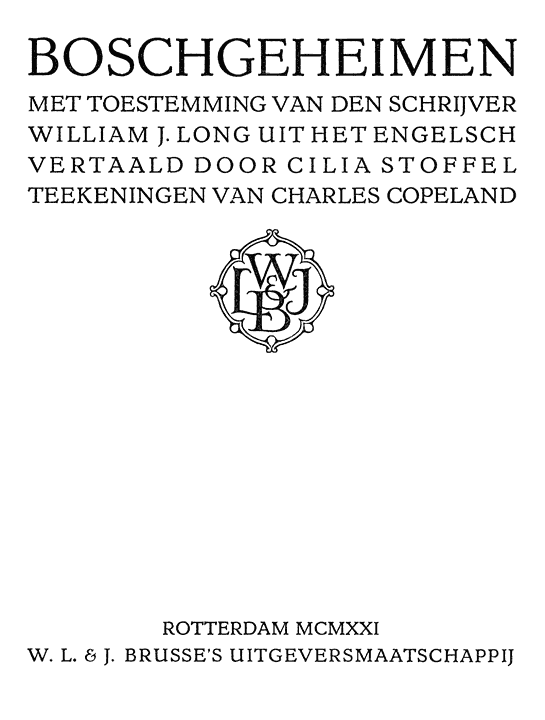 BOSCHGEHEIMEN
MET TOESTEMMING VAN DEN SCHRIJVER
WILLIAM J. LONG UIT HET ENGELSCH
VERTAALD DOOR CILIA STOFFEL
TEEKENINGEN VAN CHARLES COPELAND
W
L & J
B
ROTTERDAM MCMXXI
W. L. & J. BRUSSE'S UITGEVERSMAATSCHAPPIJ